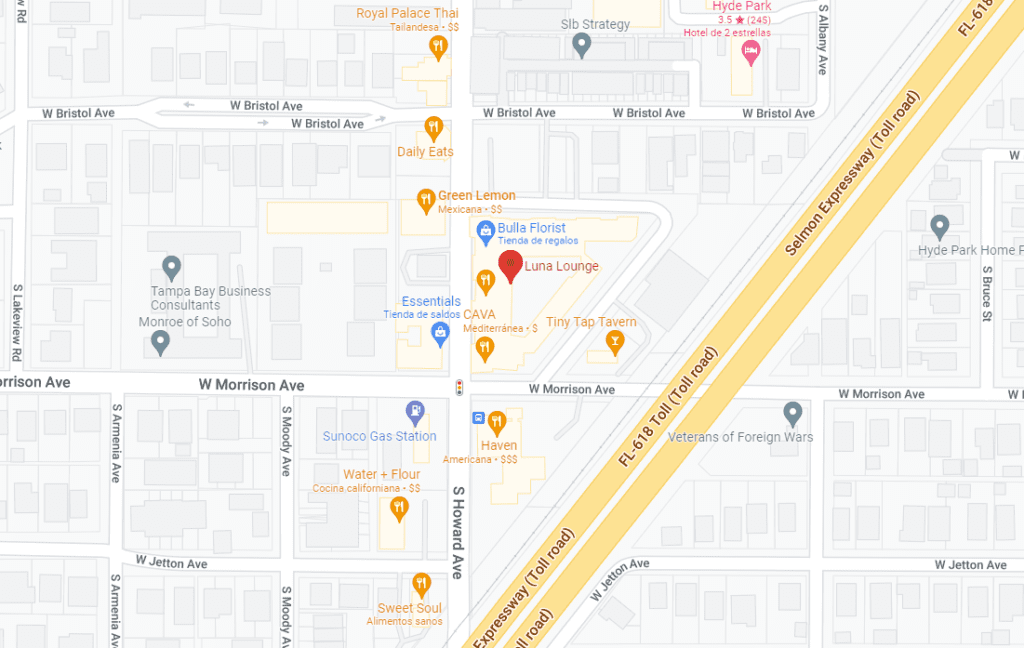 w Rd
Royal Palace Thai
Tailandesa • $$
Slb Strategy
Hyde Park
3.5 ★ (245)
Hotel de 2 estrellas
S Albany Ave
FL-618
W Bristol Ave
W Bristol Ave
W Bristol Ave
W Bristol Ave
W Bristol Ave
W Bristol Ave
Daily Eats
Selmon Expressway (Toll road)
W
Green Lemon
Mexicana • $$
Bulla Florist
Tienda de regalos
Hyde Park Home F
Luna Lounge
Tampa Bay Business
Consultants
Monroe of Soho
S Lakeview Rd
Essentials
Tienda de saldos
CAVA
Mediterránea • $
Tiny Tap Tavern
S Bruce St
orrison Ave
W Morrison Ave
W Morrison Ave
W Morrison Ave
W
FL-618 Toll (Toll road)
S Armenia Ave
S Moody Ave
Sunoco Gas Station
Haven
Americana • $$$
Veterans of Foreign Wars
Water + Flour
Cocina californiana • $$
S Howard Ave
W Jetton Ave
W Jetton Ave
W Jetton Ave
Expressway (Toll road)
oll road)
S Armenia Av
S Moody Ave
Sweet Soul
Alimentos sanos